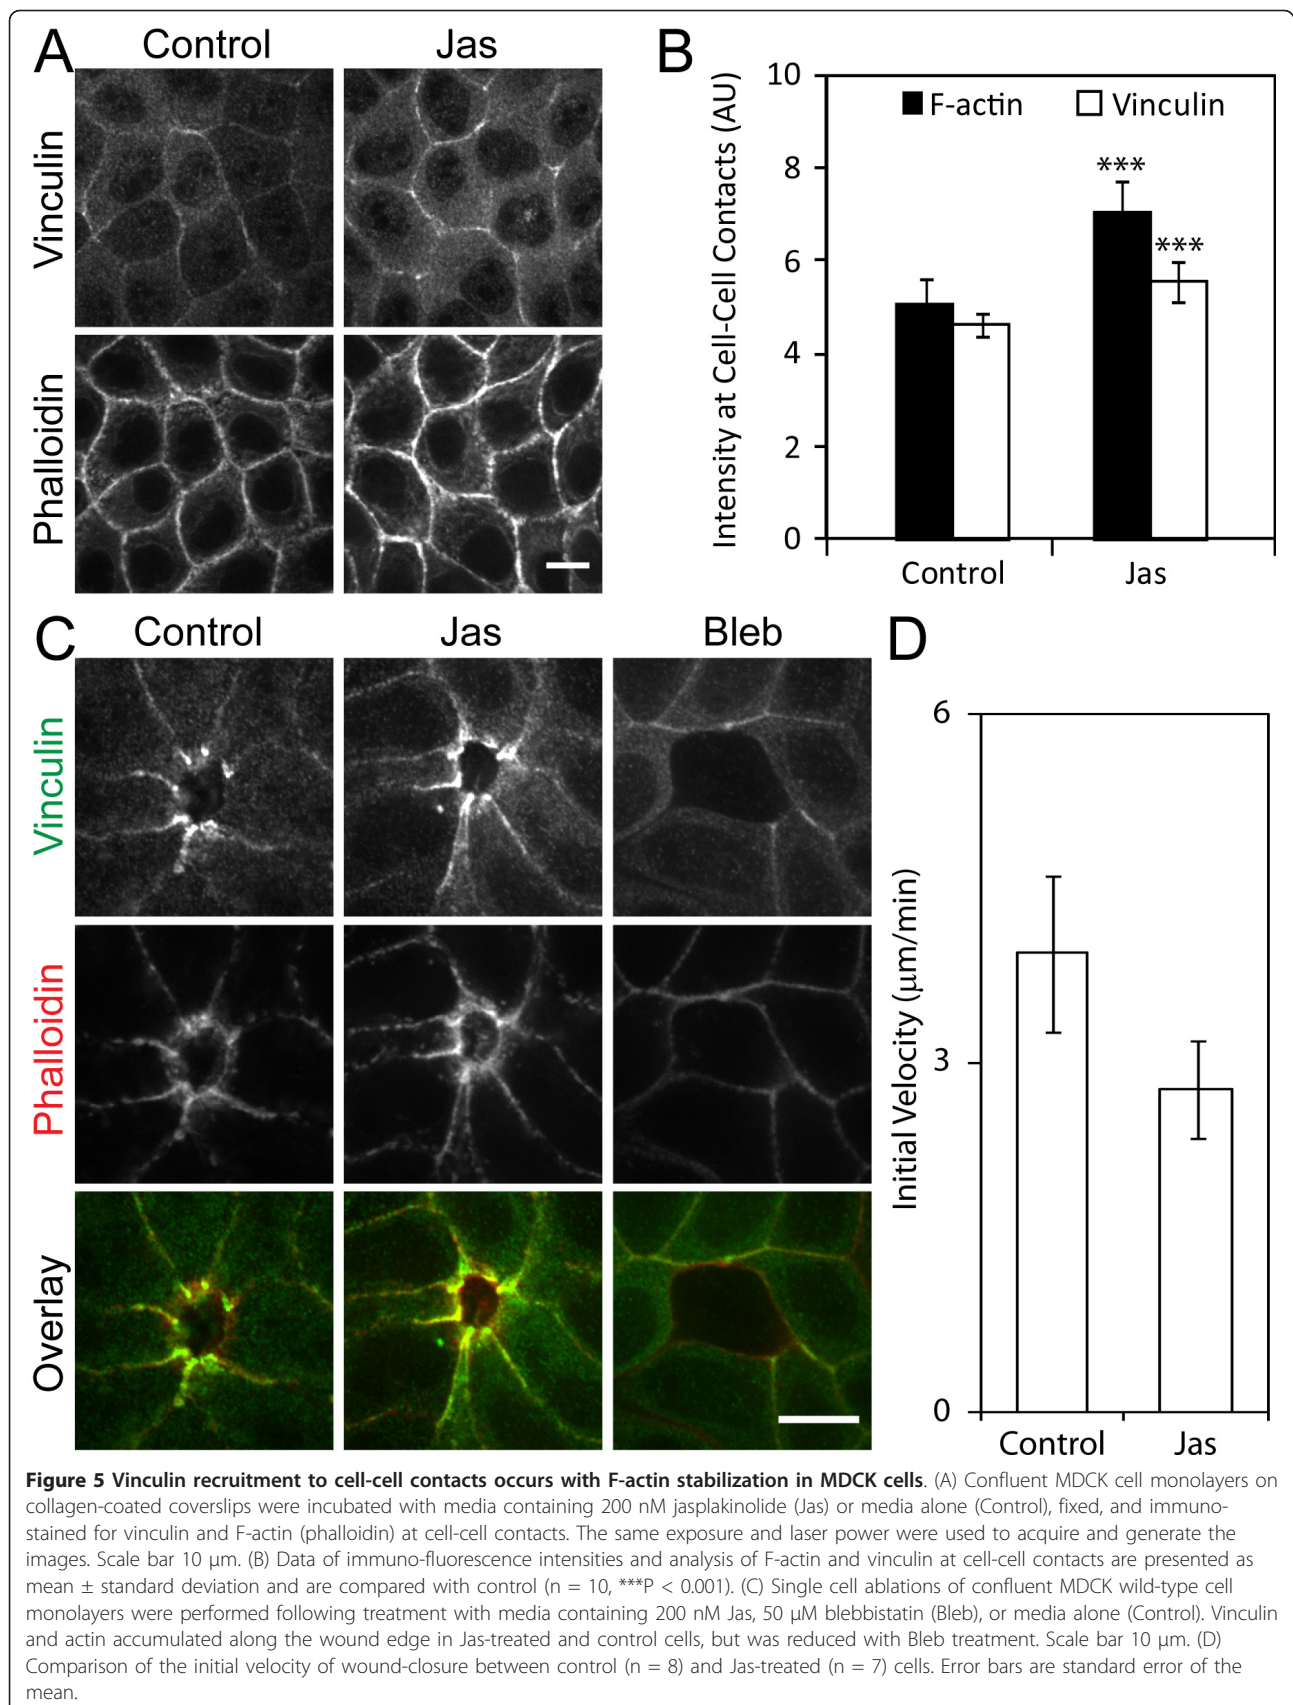 A
Control
Jas
Vinculin
Phalloidin
B
Intensity at Cell-Cell Contacts (AU)
10
8
6
4
2
0
F-actin
Vinculin
***
***
Control
Jas
C
Control
Jas
Bleb
Vinculin
Phalloidin
Overlay
D
Initial Velocity (µm/min)
6
3
0
Control
Jas
Figure 5 Vinculin recruitment to cell-cell contacts occurs with F-actin stabilization in MDCK cells. (A) Confluent MDCK cell monolayers on
collagen-coated coverslips were incubated with media containing 200 nM jasplakinolide (Jas) or media alone (Control), fixed, and immuno-
stained for vinculin and F-actin (phalloidin) at cell-cell contacts. The same exposure and laser power were used to acquire and generate the
images. Scale bar 10 µm. (B) Data of immuno-fluorescence intensities and analysis of F-actin and vinculin at cell-cell contacts are presented as
mean ± standard deviation and are compared with control (n = 10, ***P < 0.001). (C) Single cell ablations of confluent MDCK wild-type cell
monolayers were performed following treatment with media containing 200 nM Jas, 50 µM blebbistatin (Bleb), or media alone (Control). Vinculin
and actin accumulated along the wound edge in Jas-treated and control cells, but was reduced with Bleb treatment. Scale bar 10 µm. (D)
Comparison of the initial velocity of wound-closure between control (n = 8) and Jas-treated (n = 7) cells. Error bars are standard error of the
mean.